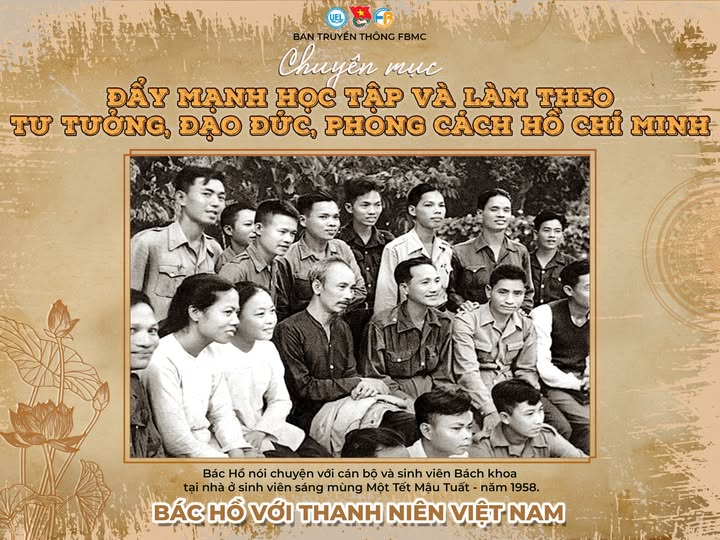 UEL
BAN TRUYỀN THÔNG FBMC
Chuyên mục
ĐẨY MẠNH HỌC TẬP VÀ LÀM THEO
TƯ TƯỞNG, ĐẠO ĐỨC, PHONG CÁCH HỒ CHÍ MINH
Bác Hồ nói chuyện với cán bộ và sinh viên Bách khoa
tại nhà ở sinh viên sáng mùng Một Tết Mậu Tuất - năm 1958.
BÁC HỒ VỚI THANH NIÊN VIỆT NAM